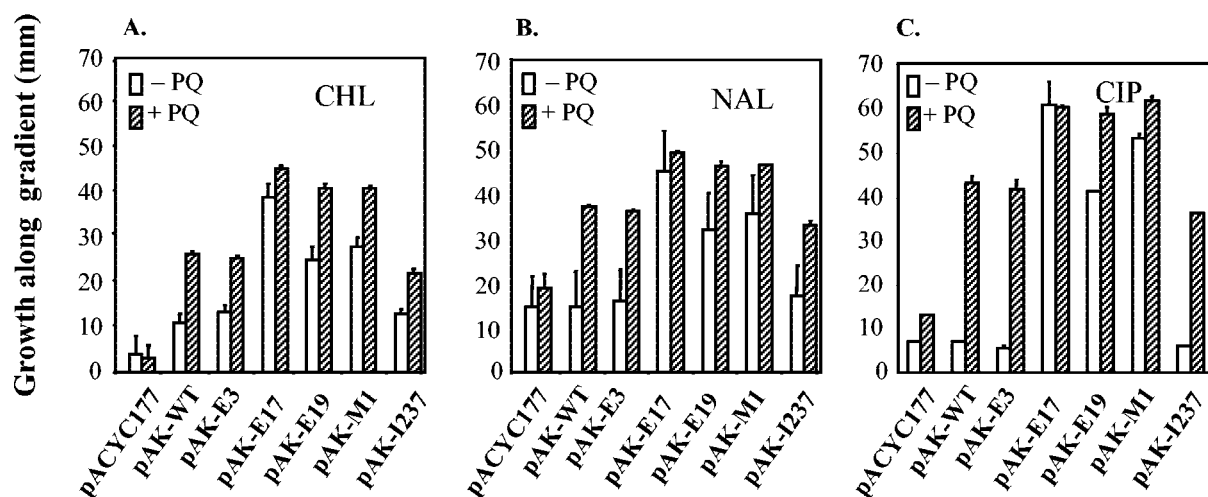 Growth along gradient (mm)
A.
70
60
50
40
30
20
10
0
– PQ
+ PQ
CHL
pACYC177
pAK-WT
pAK-E3
pAK-E17
pAK-E19
pAK-M1
pAK-I237
B.
70
60
50
40
30
20
10
0
– PQ
+ PQ
NAL
pACYC177
pAK-WT
pAK-E3
pAK-E17
pAK-E19
pAK-M1
pAK-I237
C.
70
60
50
40
30
20
10
0
– PQ
+ PQ
CIP
pACYC177
pAK-WT
pAK-E3
pAK-E17
pAK-E19
pAK-M1
pAK-I237